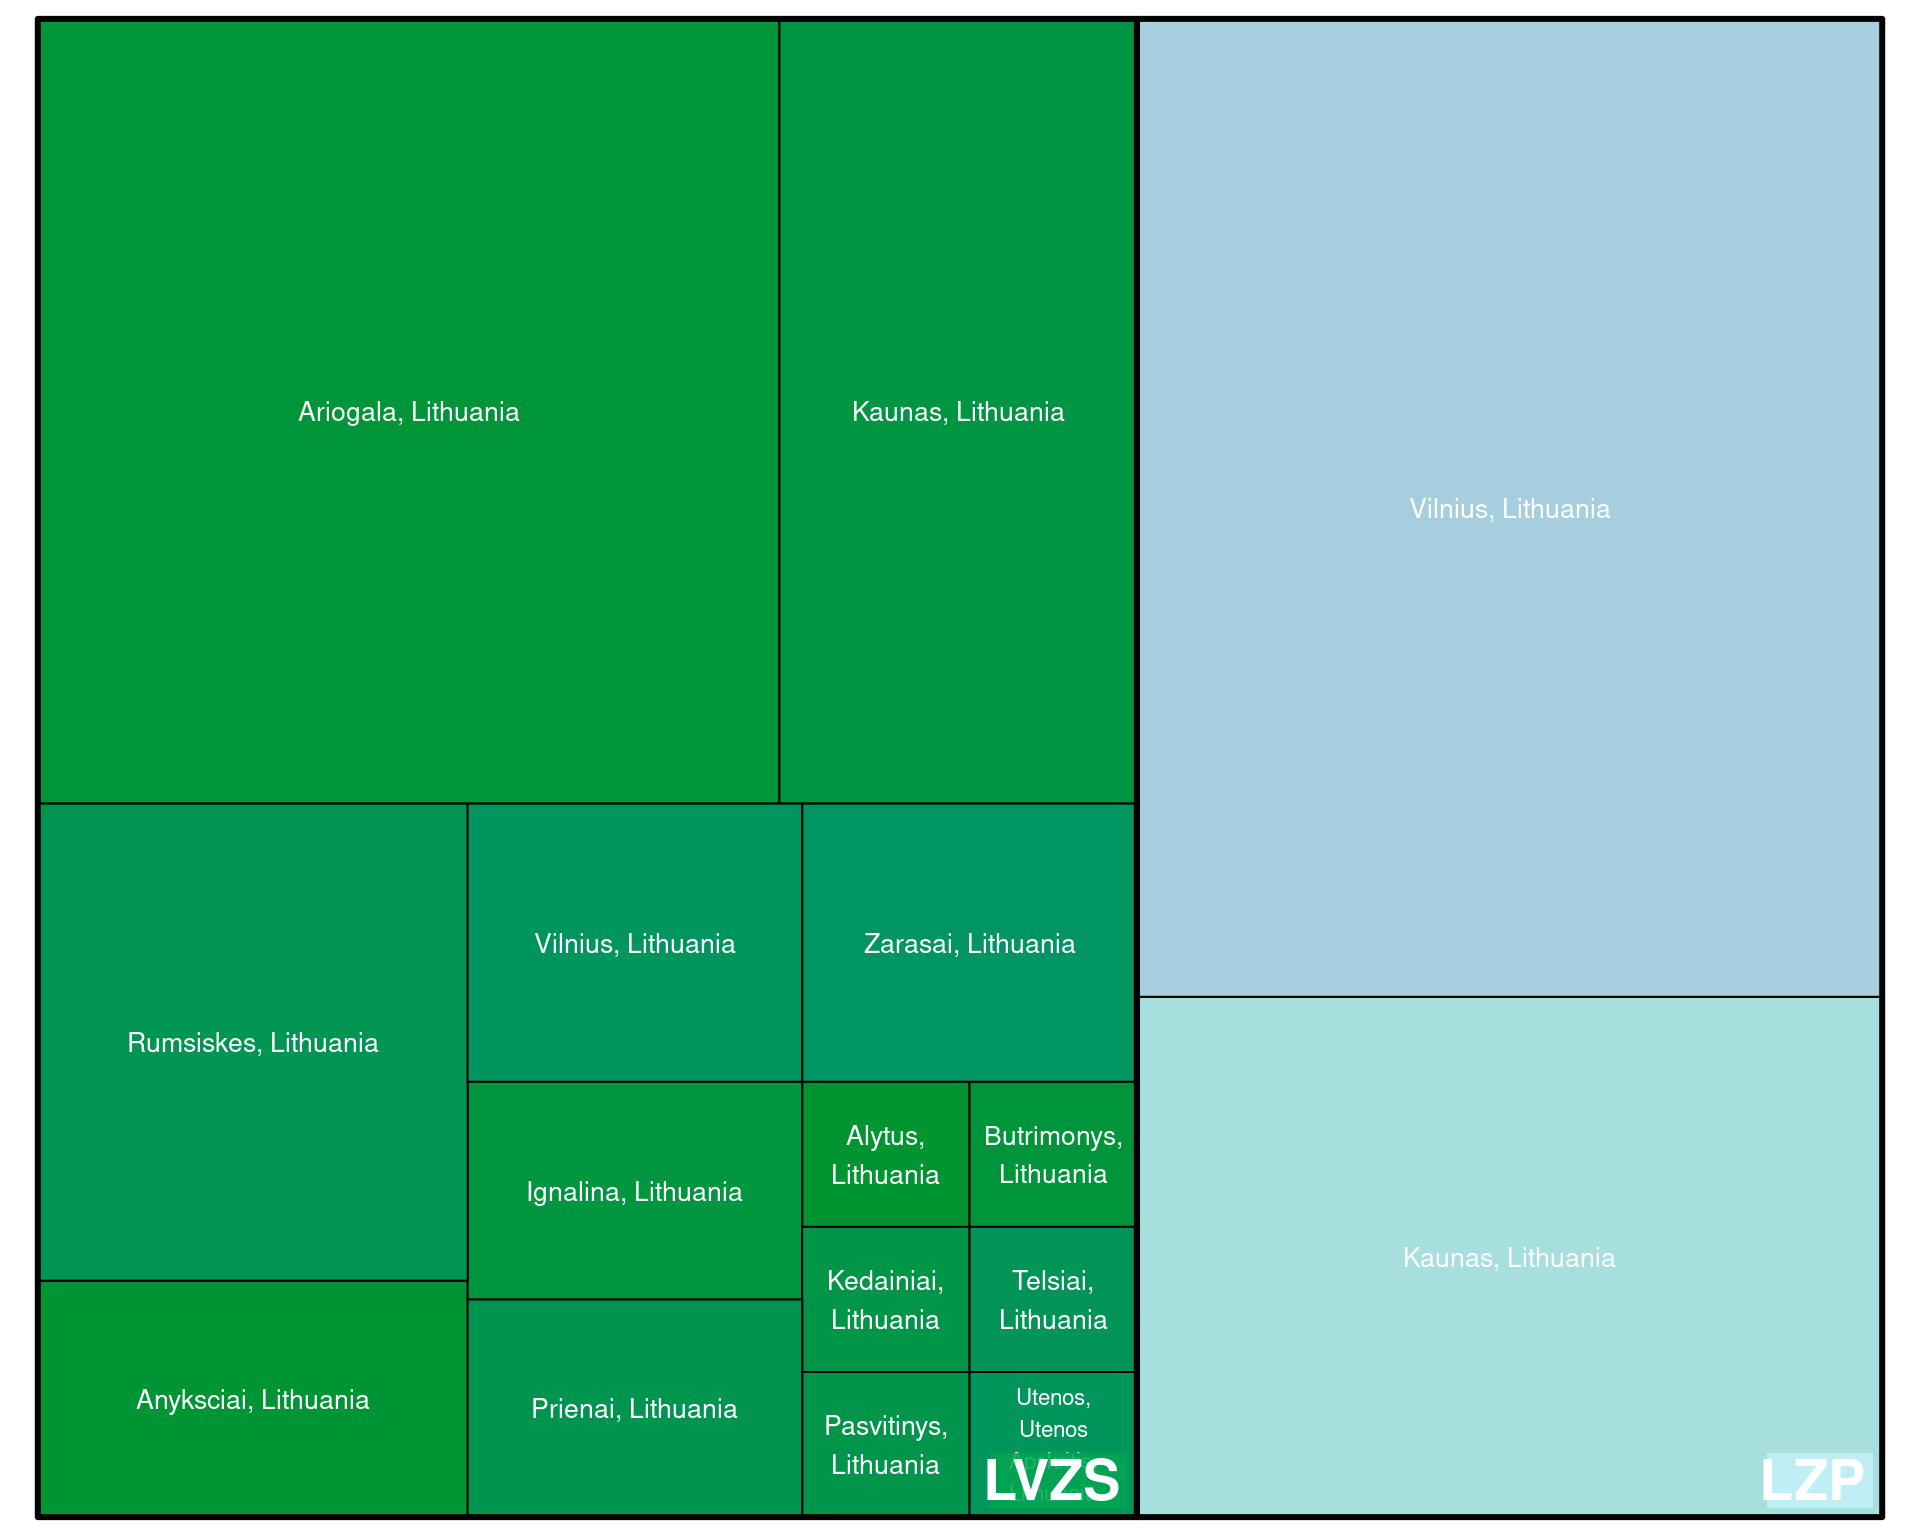 Ariogala, Lithuania
Kaunas, Lithuania
Vilnius, Lithuania
Rumsiskes, Lithuania
Vilnius, Lithuania
Zarasai, Lithuania
Ignalina, Lithuania
Alytus,
Lithuania
Butrimonys,
Lithuania
Kedainiai,
Lithuania
Telsiai,
Lithuania
Kaunas, Lithuania
Anyksciai, Lithuania
Prienai, Lithuania
Pasvitinys,
Lithuania
Utenos,
Utenos
LVZS
LZP